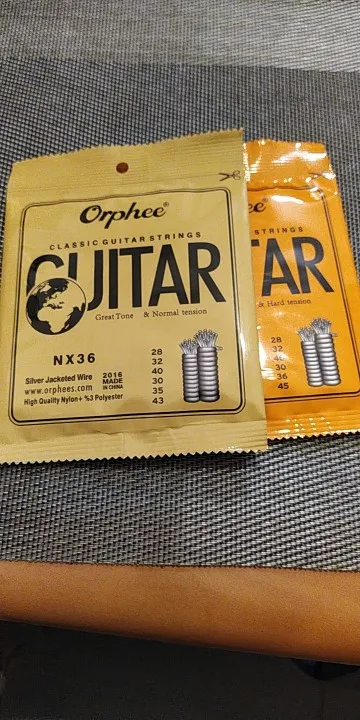 Orphee
CLASSIC GUITAR STRINGS
GUITAR
Great Tone & Normal tension
NX36
Silver Jacketed Wire
www.orphees.com
High Quality Nylon+ %3 Polyester
2016
MADE
IN CHINA
28
32
40
30
35
43
ee
STRINGS
TAR
& Hard tension
28
32
30
36
45